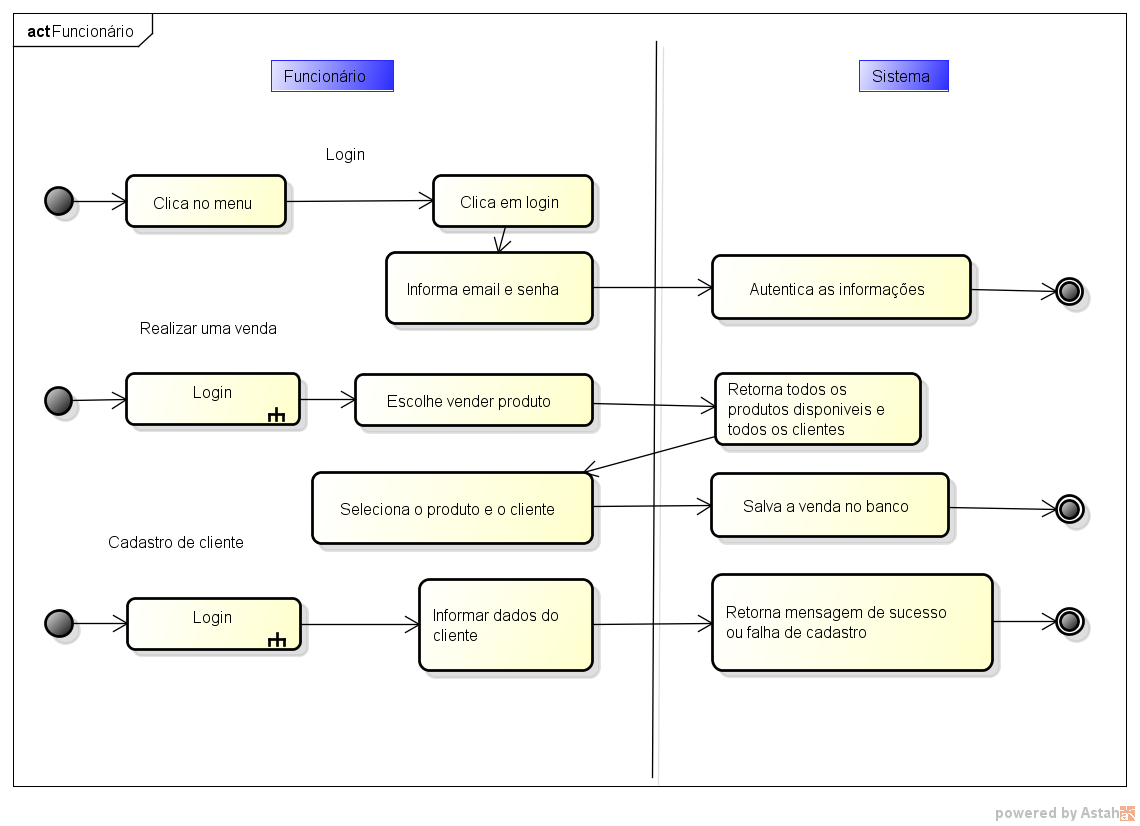 act Funcionário
Funcionário
Sistema
Login
Clica no menu
Clica em login
Informa email e senha
Autentica as informações
Realizar uma venda
Login
Escolhe vender produto
Retorna todos os
produtos disponiveis e
todos os clientes
Seleciona o produto e o cliente
Salva a venda no banco
Cadastro de cliente
Login
Informar dados do
cliente
Retorna mensagem de sucesso
ou falha de cadastro
powered by Astah